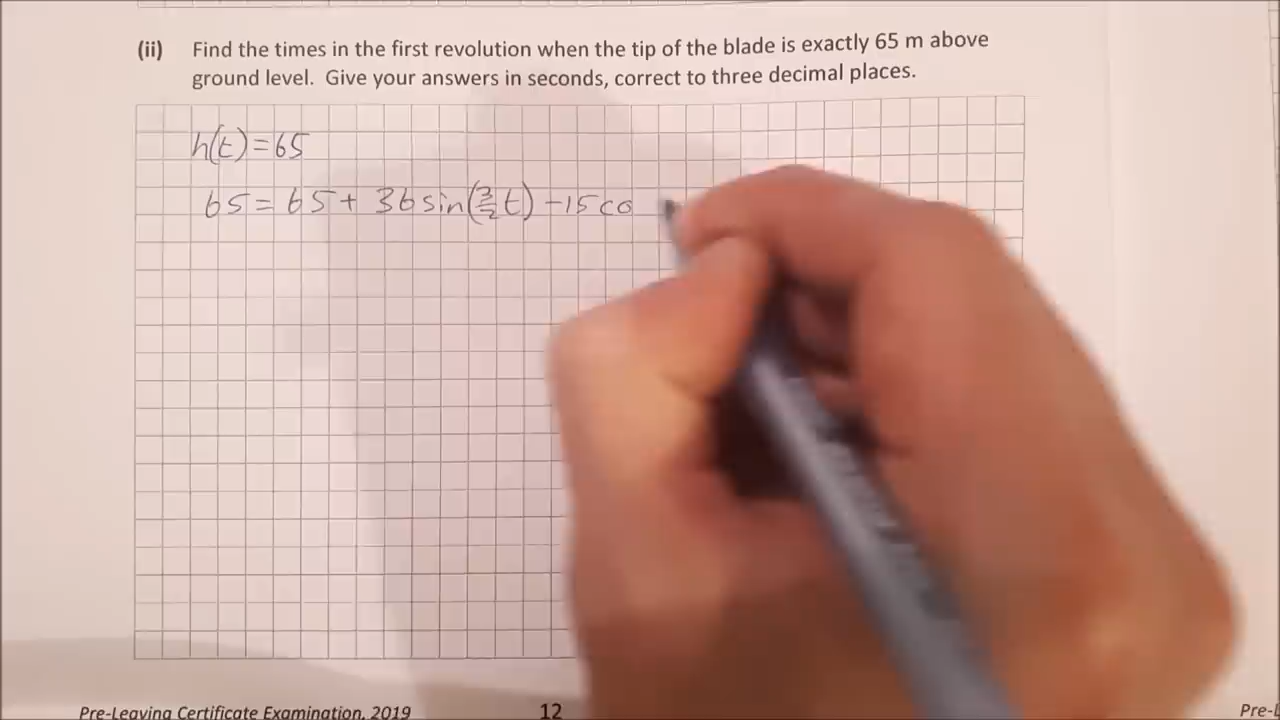 (ii) Find the times in the first revolution when the tip of the blade is exactly 65 m above
ground level. Give your answers in seconds, correct to three decimal places.
h(t)=65
65 = 65 + 36 sin(3/2 t) - 15 co
Pre-Leaving Certificate Examination, 2019
12
Pre-L